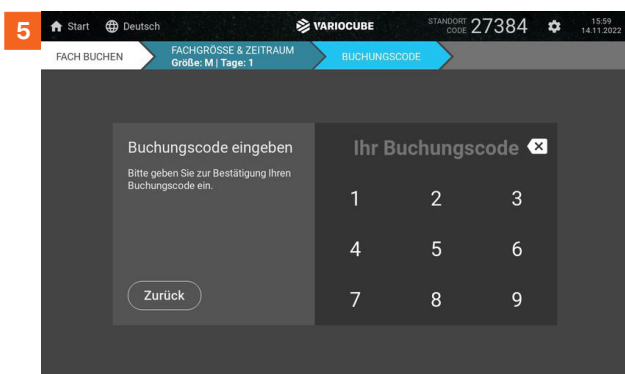 5
Start Deutsch VARIOCUBE STANDORT CODE 27384 15:59 14.11.2022
FACH BUCHEN
FACHGRÖSSE & ZEITRAUM
Größe: M | Tage: 1
BUCHUNGSCODE
Buchungscode eingeben
Bitte geben Sie zur Bestätigung Ihren
Buchungscode ein.
Zurück
Ihr Buchungscode
1 2 3
4 5 6
7 8 9